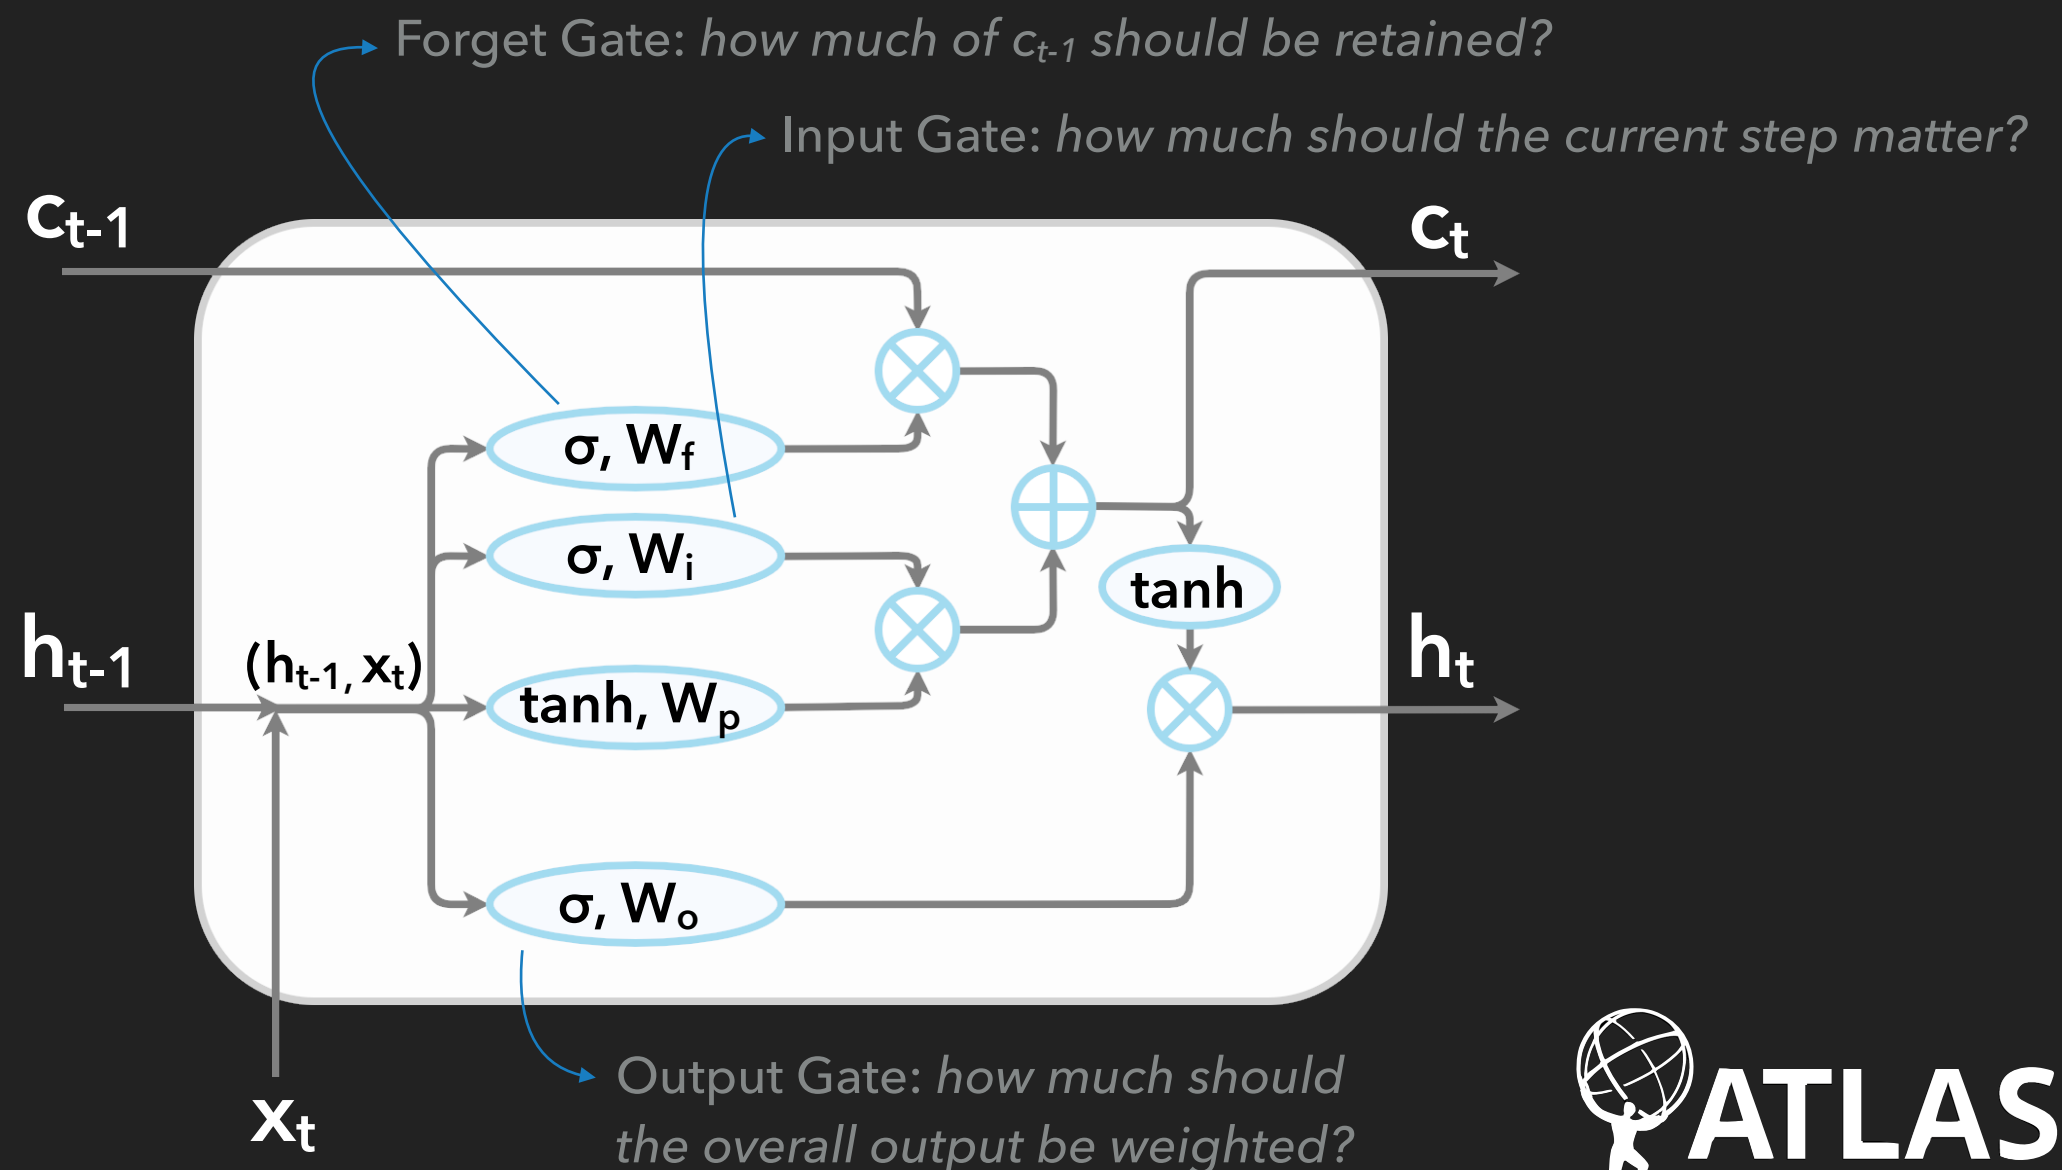 Forget Gate: how much of cₜ₋₁ should be retained?
Input Gate: how much should the current step matter?
cₜ₋₁
cₜ
σ, W_f
σ, Wᵢ
tanh
hₜ₋₁
(hₜ₋₁, xₜ)
tanh, Wₚ
hₜ
σ, Wₒ
xₜ
Output Gate: how much should
the overall output be weighted?
ATLAS